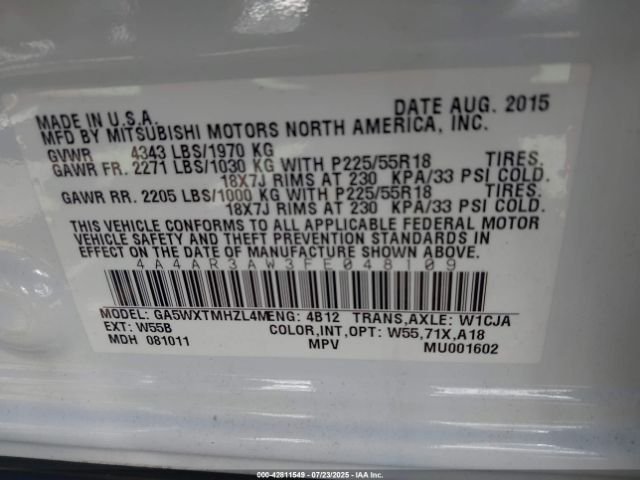 MADE IN U.S.A. DATE AUG. 2015
MFD BY MITSUBISHI MOTORS NORTH AMERICA, INC.
GVWR 4343 LBS/1970 KG
GAWR FR. 2271 LBS/1030 KG WITH P225/55R18 TIRES.
18X7J RIMS AT 230 KPA/33 PSI COLD.
GAWR RR. 2205 LBS/1000 KG WITH P225/55R18 TIRES.
18X7J RIMS AT 230 KPA/33 PSI COLD.
THIS VEHICLE CONFORMS TO ALL APPLICABLE FEDERAL MOTOR
VEHICLE SAFETY AND THEFT PREVENTION STANDARDS IN
EFFECT ON THE DATE OF MANUFACTURE SHOWN ABOVE.
4A4AR3AW3FE048109
MODEL: GA5WXTMHZL4MENG: 4B12 TRANS,AXLE: W1CJA
EXT: W55B COLOR,INT,OPT: W55,71X,A18
MDH 081011 MPV MU001602
000-42811549 - 07/23/2025 - IAA Inc.